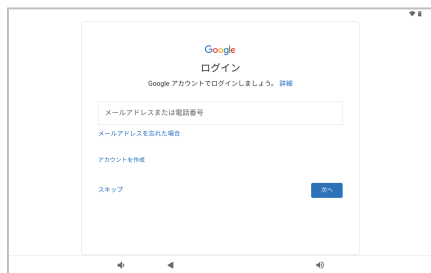 Google
ログイン
Google アカウントでログインしましょう。 詳細
メールアドレスまたは電話番号
メールアドレスを忘れた場合
アカウントを作成
スキップ
次へ